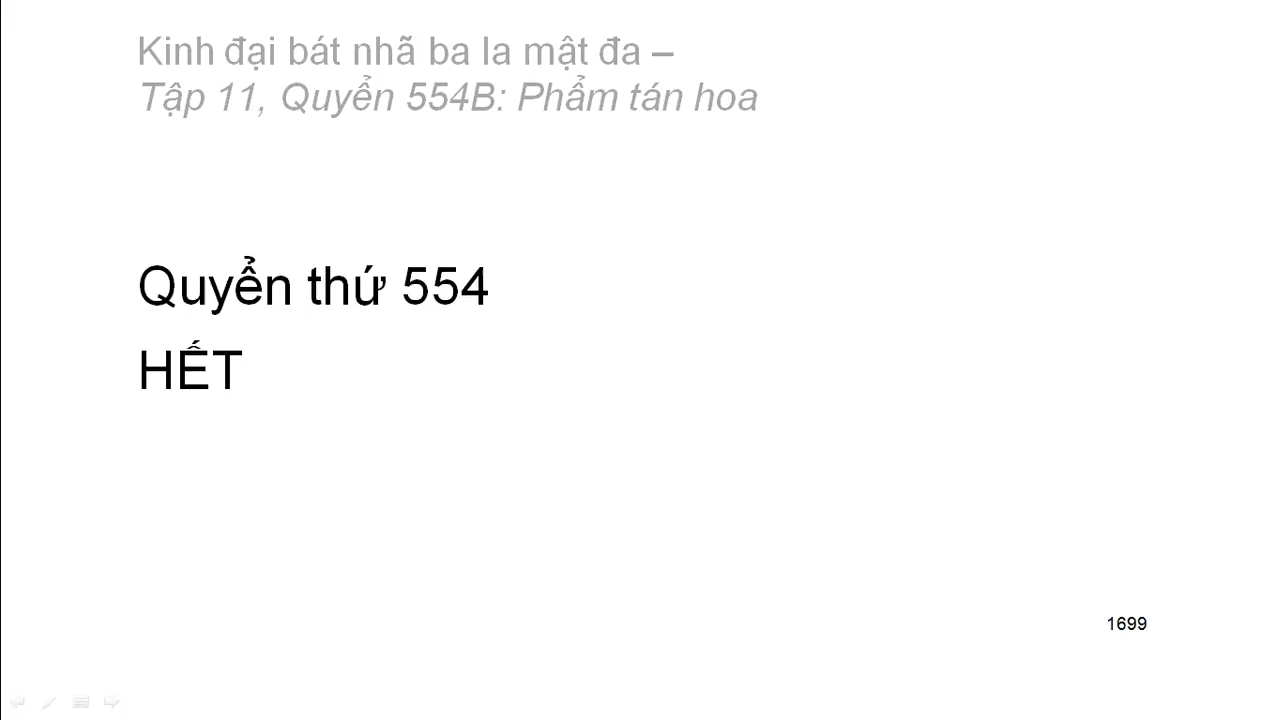 Kinh đại bát nhã ba la mật đa –
Tập 11, Quyển 554B: Phẩm tán hoa
Quyển thứ 554
HẾT
1699